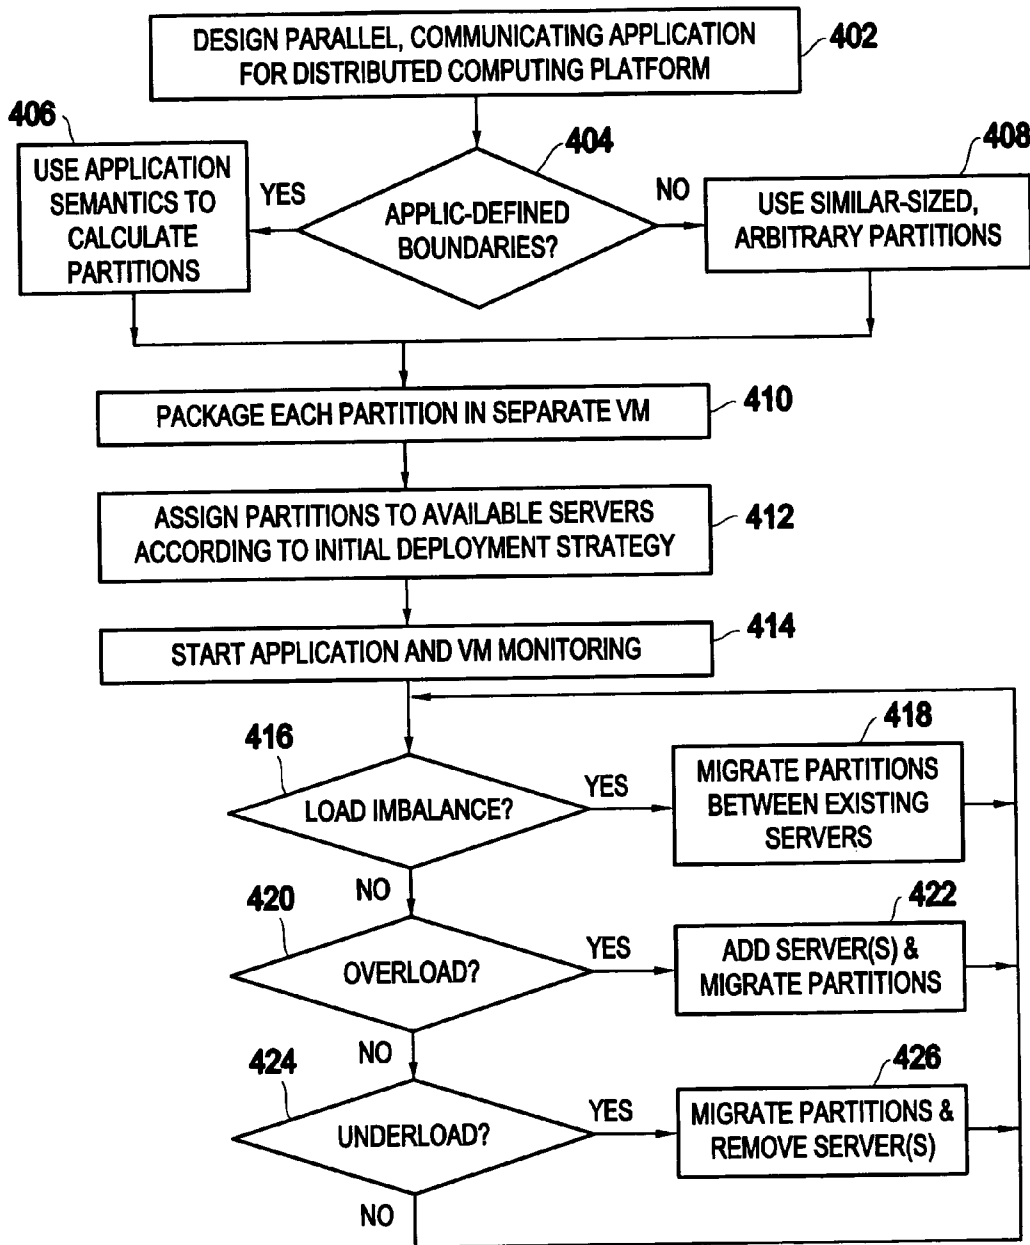 DESIGN PARALLEL, COMMUNICATING APPLICATION
FOR DISTRIBUTED COMPUTING PLATFORM
402
406
404
408
USE APPLICATION
SEMANTICS TO
CALCULATE
PARTITIONS
YES
APPLIC-DEFINED
BOUNDARIES?
NO
USE SIMILAR-SIZED,
ARBITRARY PARTITIONS
PACKAGE EACH PARTITION IN SEPARATE VM
410
ASSIGN PARTITIONS TO AVAILABLE SERVERS
ACCORDING TO INITIAL DEPLOYMENT STRATEGY
412
START APPLICATION AND VM MONITORING
414
416
LOAD IMBALANCE?
YES
418
MIGRATE PARTITIONS
BETWEEN EXISTING
SERVERS
NO
420
OVERLOAD?
YES
422
ADD SERVER(S) &
MIGRATE PARTITIONS
NO
424
UNDERLOAD?
YES
426
MIGRATE PARTITIONS &
REMOVE SERVER(S)
NO